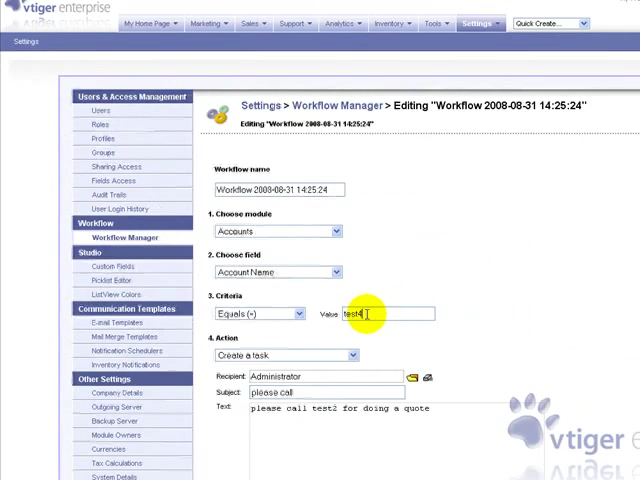 vtiger enterprise
My Home Page Marketing Sales Support Analytics Inventory Tools Settings Quick Create...
Settings
Users & Access Management
Users
Roles
Profiles
Groups
Sharing Access
Fields Access
Audit Trails
User Login History
Workflow
Workflow Manager
Studio
Custom Fields
Picklist Editor
ListView Colors
Communication Templates
E-mail Templates
Mail Merge Templates
Notification Schedulers
Inventory Notifications
Other Settings
Company Details
Outgoing Server
Backup Server
Module Owners
Currencies
Tax Calculations
System Details
Settings > Workflow Manager > Editing "Workflow 2008-08-31 14:25:24"
Editing "Workflow 2008-08-31 14:25:24"
Workflow name
Workflow 2008-08-31 14:25:24
1. Choose module
Accounts
2. Choose field
Account Name
3. Criteria
Equals (=) Value test4
4. Action
Create a task
Recipient: Administrator
Subject: please call
Text: please call test2 for doing a quote
vtiger en